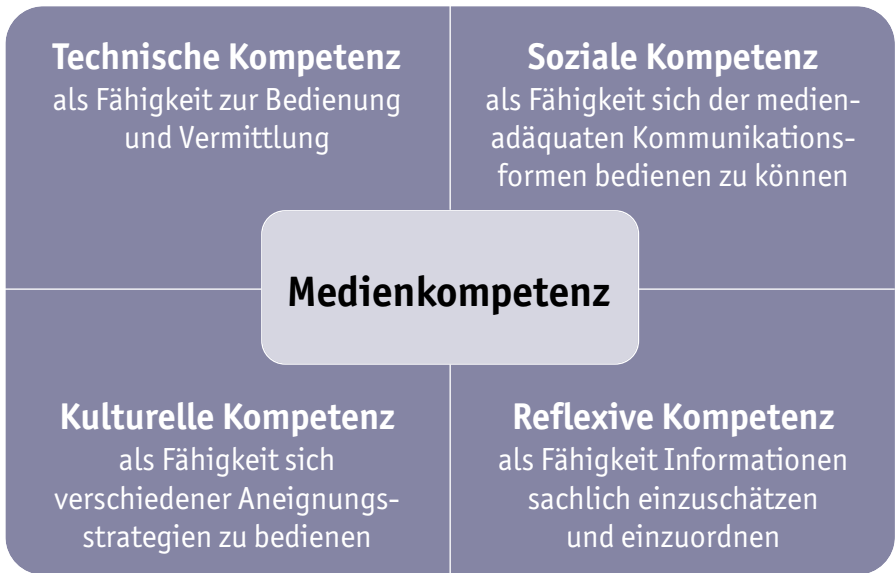 Technische Kompetenz
als Fähigkeit zur Bedienung
und Vermittlung
Soziale Kompetenz
als Fähigkeit sich der medien-
adäquaten Kommunikations-
formen bedienen zu können
Medienkompetenz
Kulturelle Kompetenz
als Fähigkeit sich
verschiedener Aneignungs-
strategien zu bedienen
Reflexive Kompetenz
als Fähigkeit Informationen
sachlich einzuschätzen
und einzuordnen